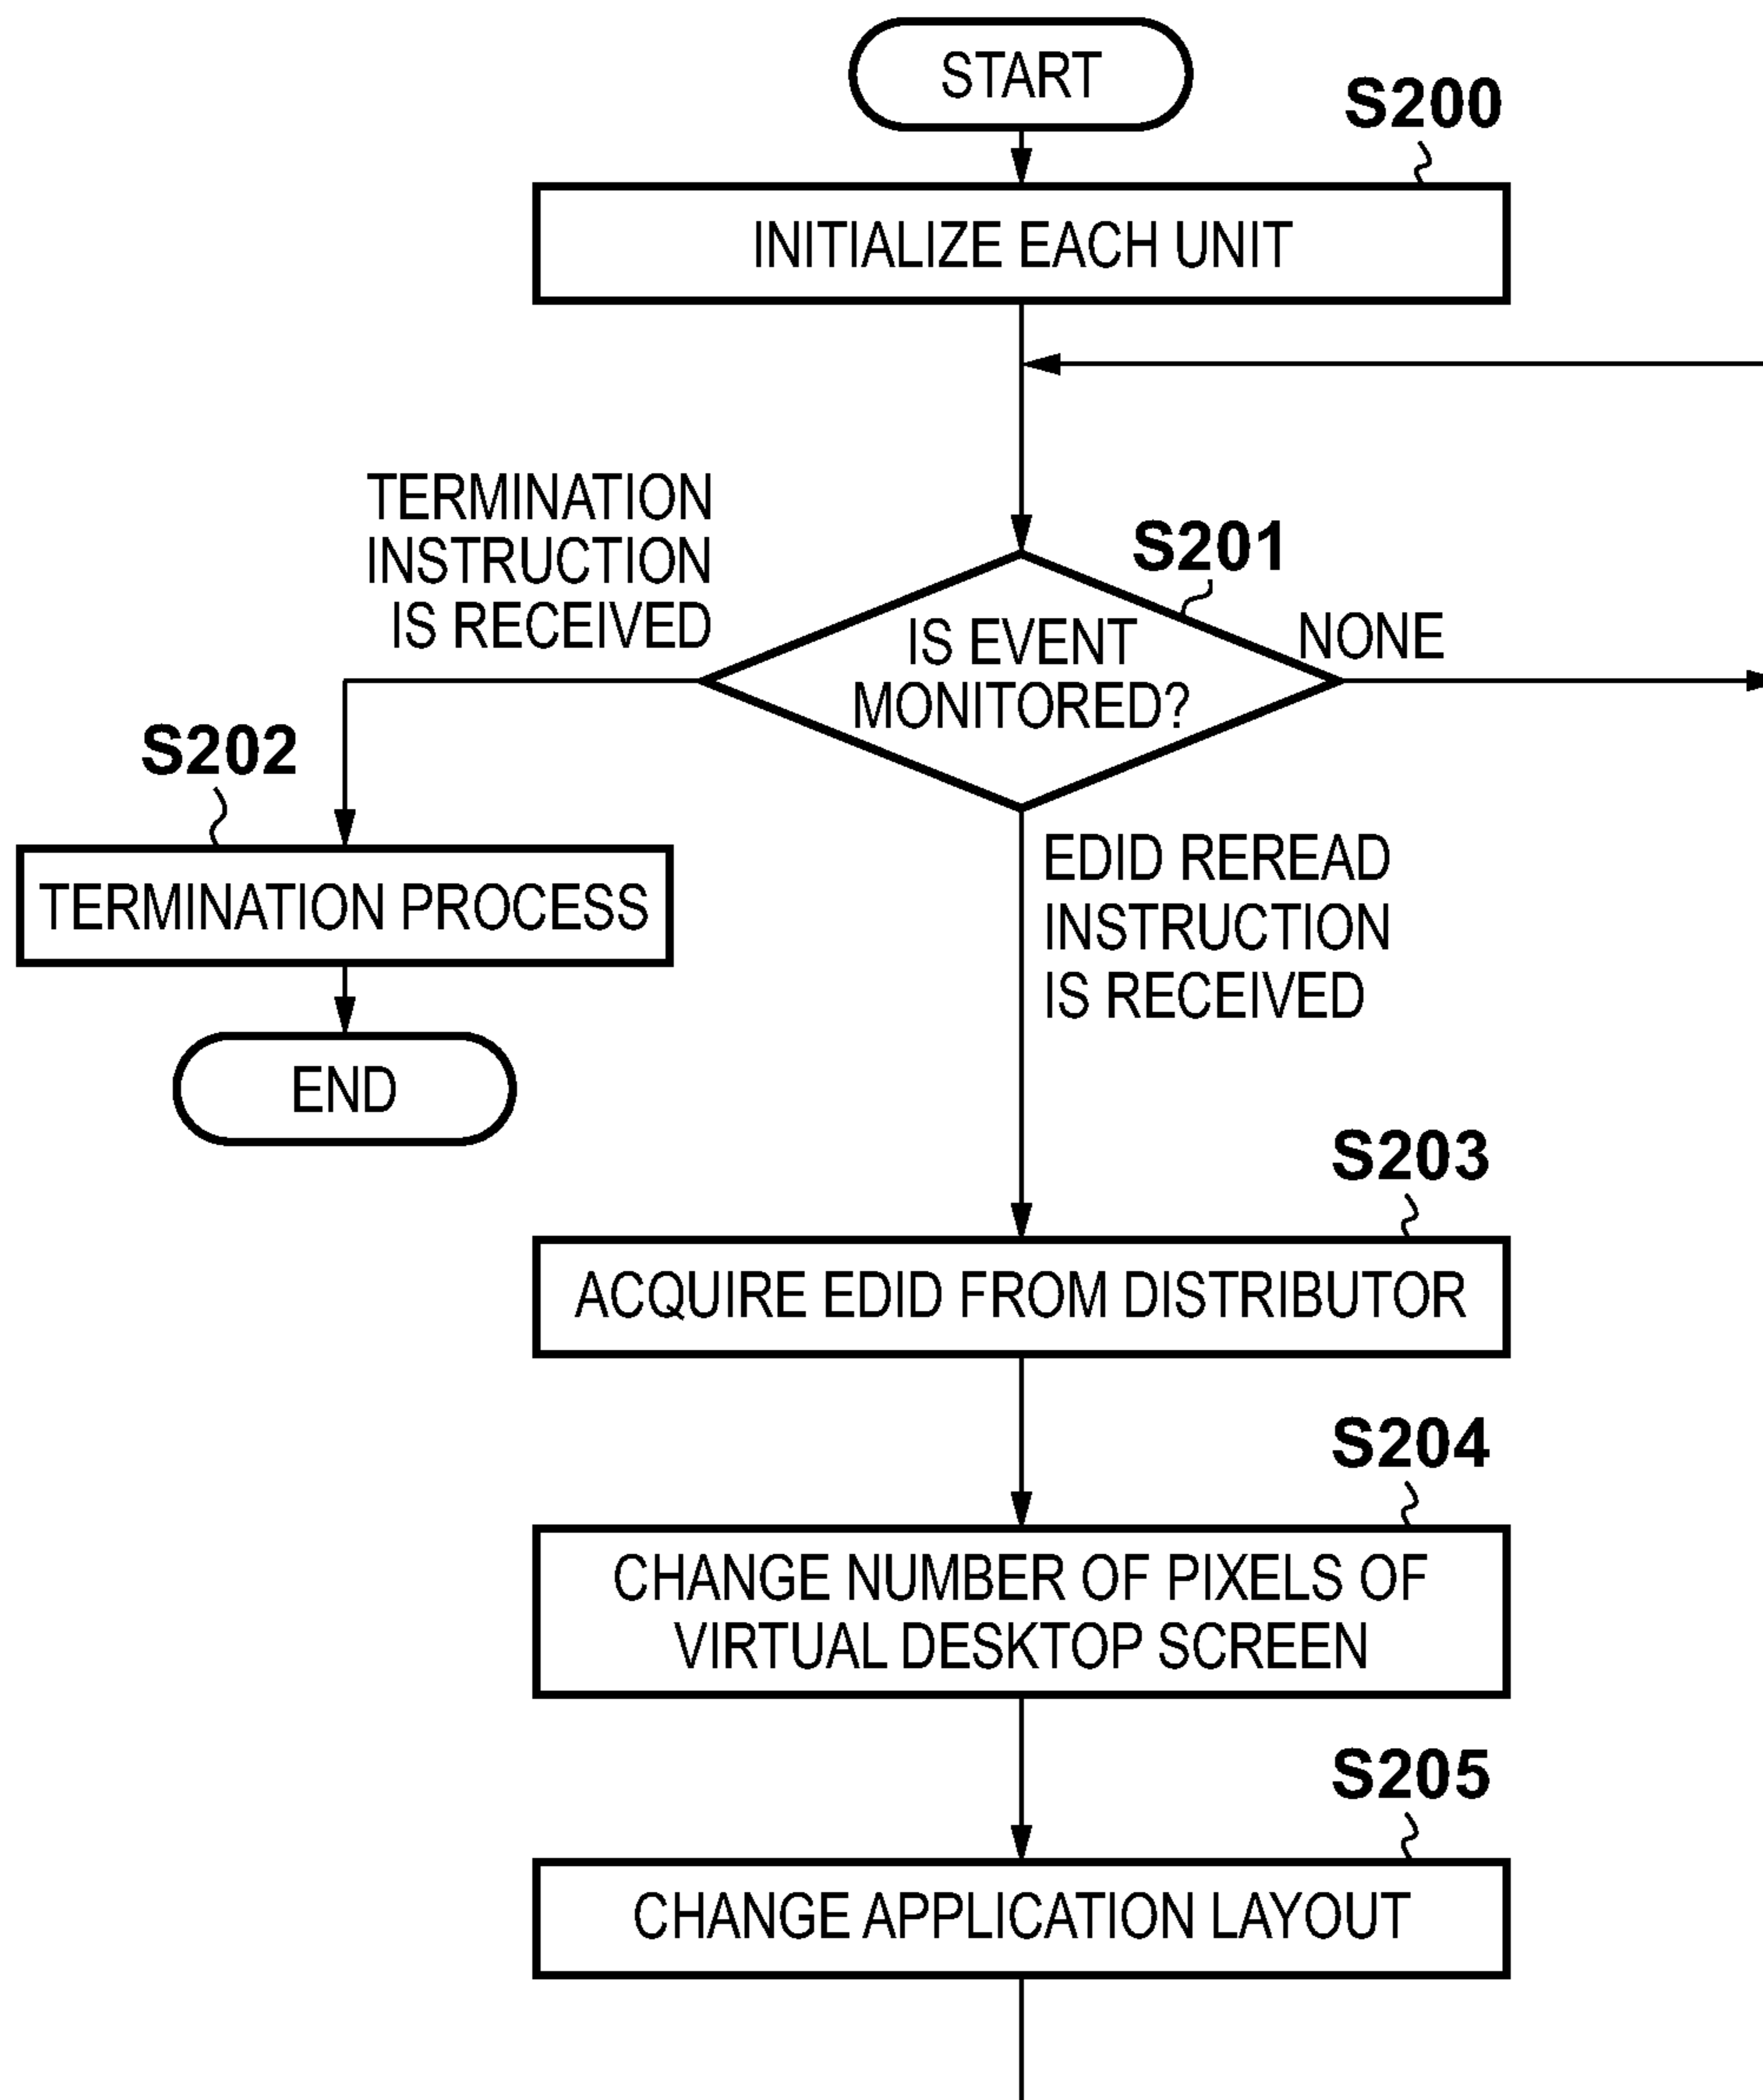 START
S200
INITIALIZE EACH UNIT
TERMINATION
INSTRUCTION
IS RECEIVED
S201
IS EVENT
MONITORED?
NONE
S202
TERMINATION PROCESS
END
EDID REREAD
INSTRUCTION
IS RECEIVED
S203
ACQUIRE EDID FROM DISTRIBUTOR
S204
CHANGE NUMBER OF PIXELS OF
VIRTUAL DESKTOP SCREEN
S205
CHANGE APPLICATION LAYOUT